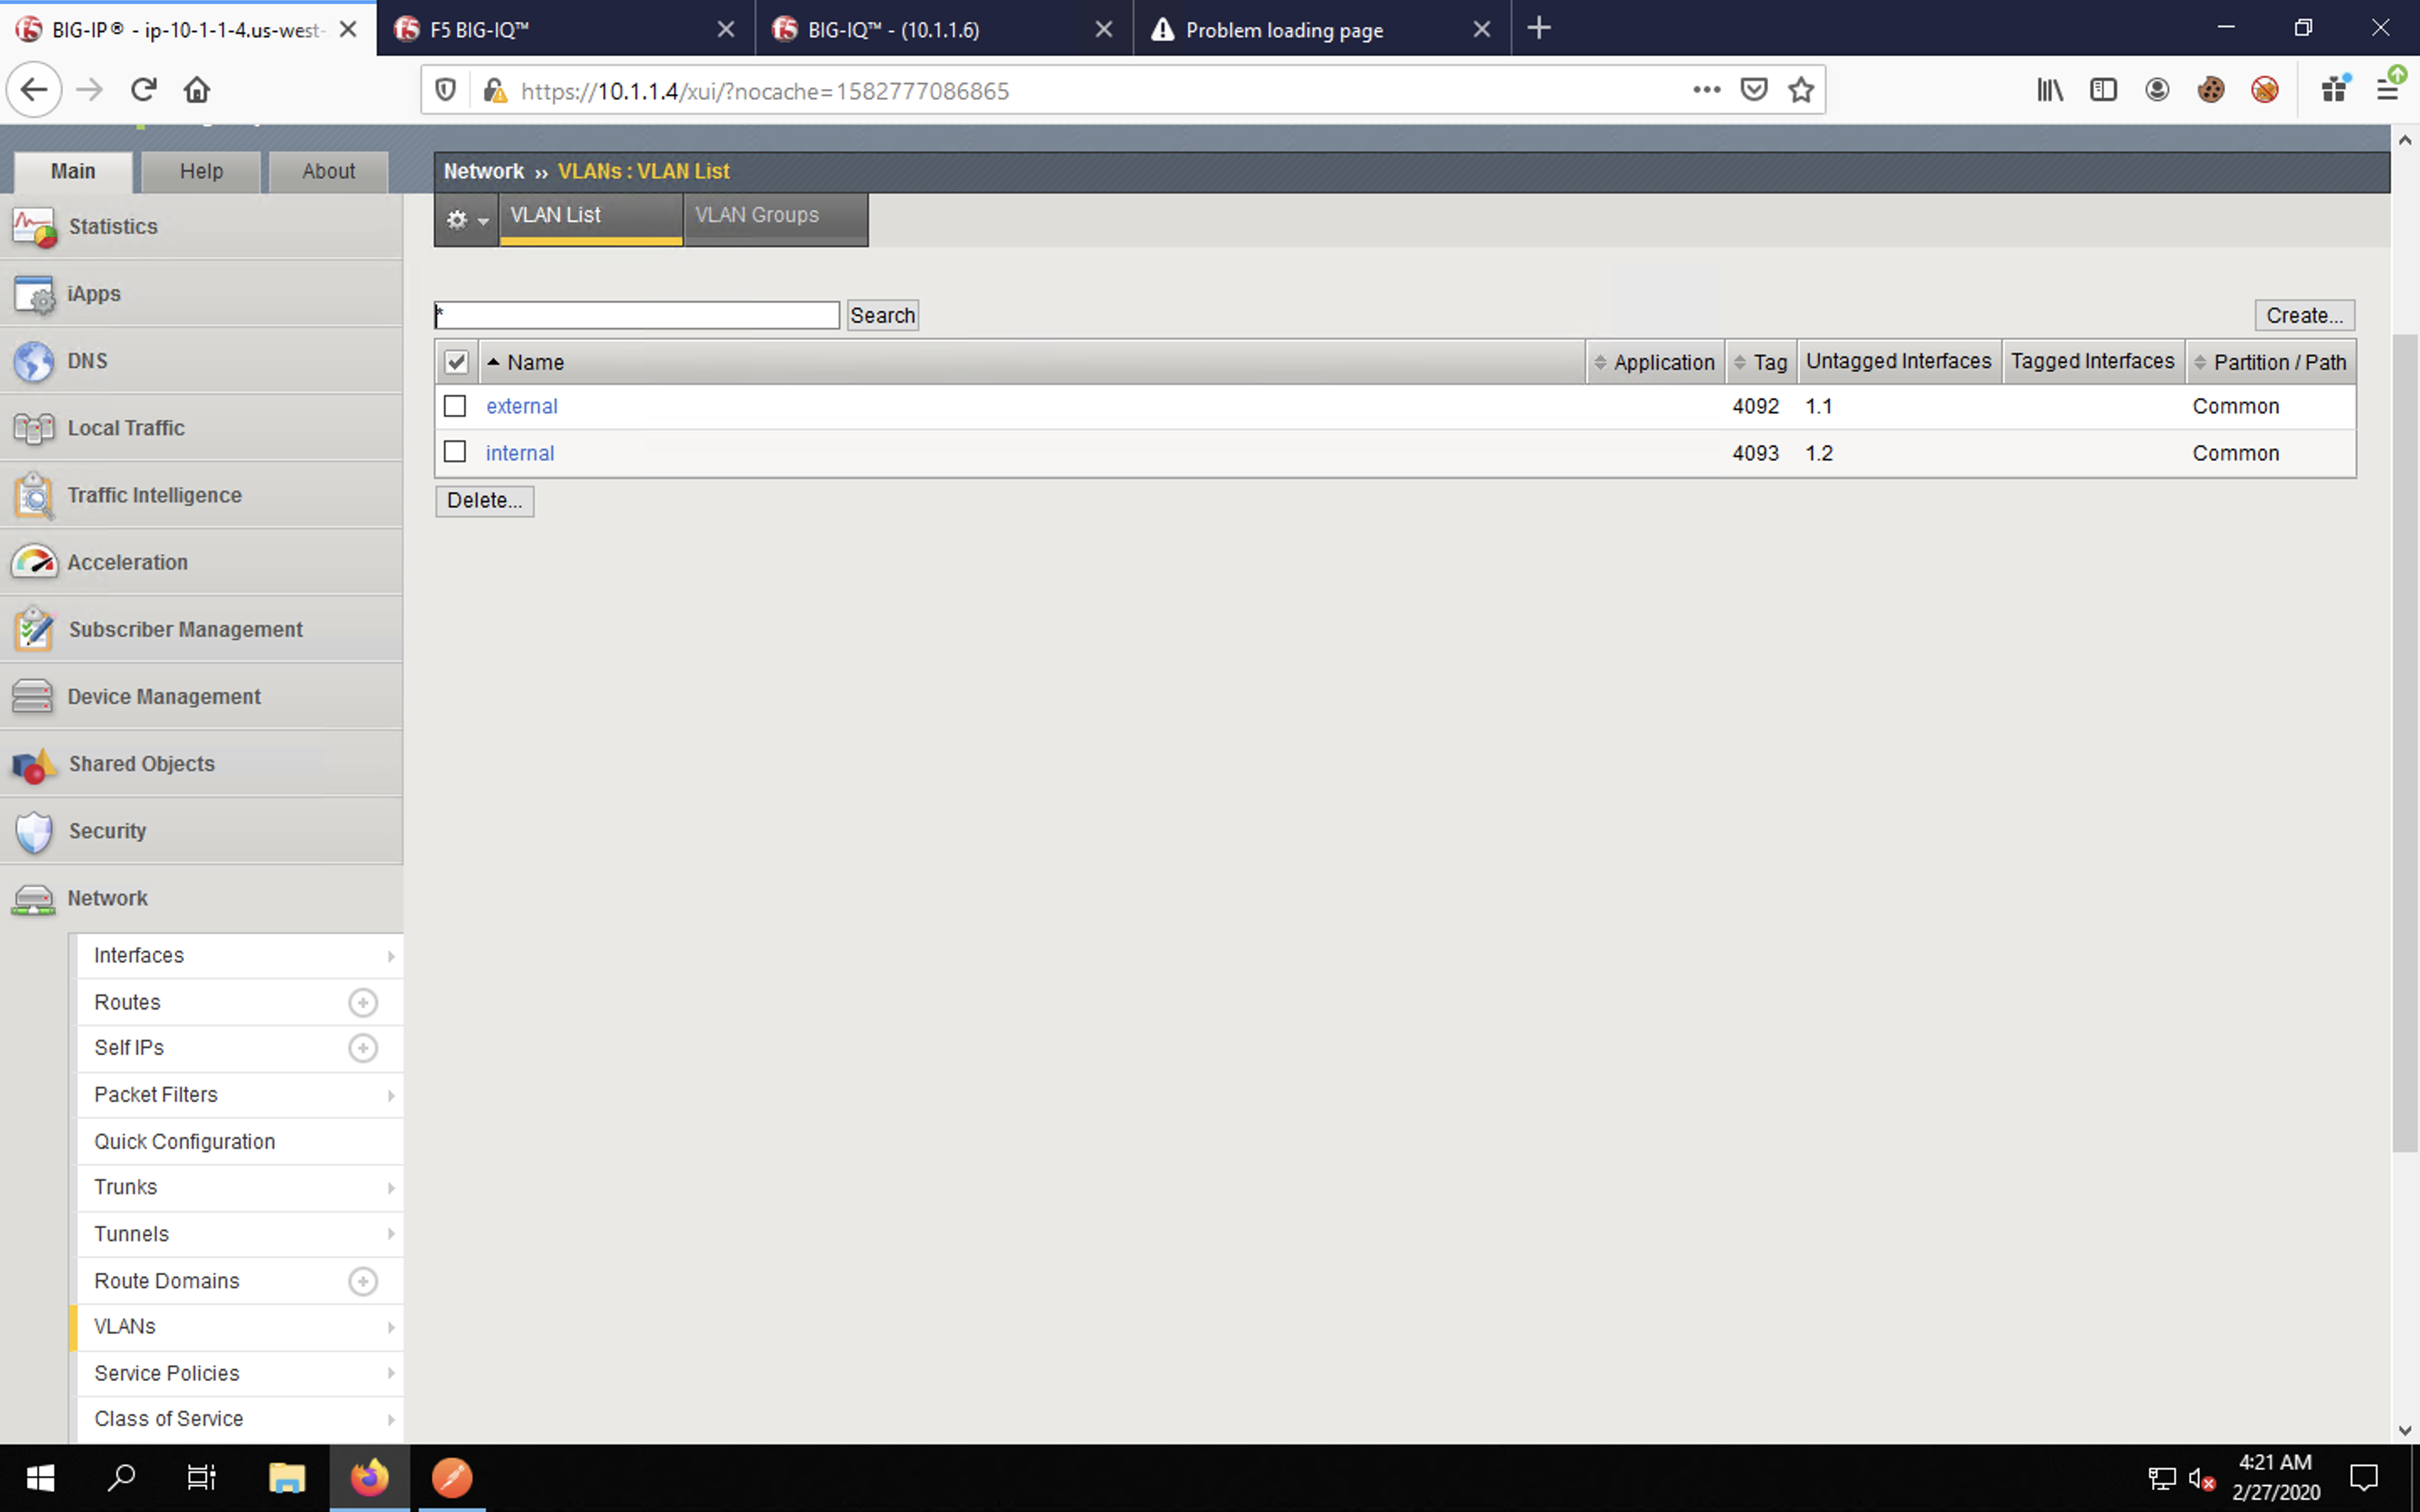 BIG-IP® - ip-10-1-1-4.us-west-
F5 BIG-IQ™
BIG-IQ™ - (10.1.1.6)
Problem loading page
https://10.1.1.4/xui/?nocache=1582777086865
Main
Help
About
Network ›› VLANs : VLAN List
VLAN List
VLAN Groups
Statistics
iApps
DNS
Local Traffic
Traffic Intelligence
Acceleration
Subscriber Management
Device Management
Shared Objects
Security
Network
Interfaces
Routes
Self IPs
Packet Filters
Quick Configuration
Trunks
Tunnels
Route Domains
VLANs
Service Policies
Class of Service
*
Search
Create...
Name
Application
Tag
Untagged Interfaces
Tagged Interfaces
Partition / Path
external 4092 1.1 Common
internal 4093 1.2 Common
Delete...
4:21 AM
2/27/2020